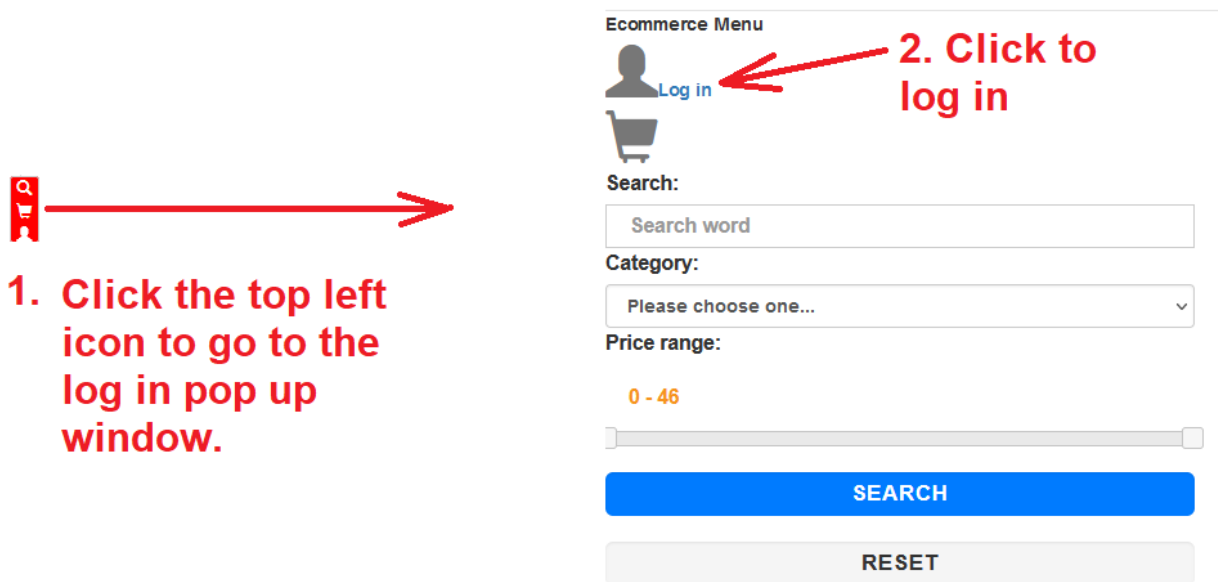 1. Click the top left
icon to go to the
log in pop up
window.
Ecommerce Menu
Log in
2. Click to
log in
Search:
Search word
Category:
Please choose one...
Price range:
0 - 46
SEARCH
RESET